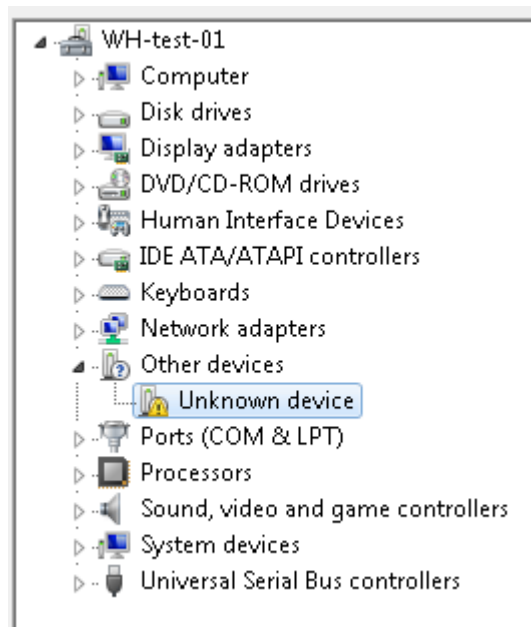 WH-test-01
Computer
Disk drives
Display adapters
DVD/CD-ROM drives
Human Interface Devices
IDE ATA/ATAPI controllers
Keyboards
Network adapters
Other devices
Unknown device
Ports (COM & LPT)
Processors
Sound, video and game controllers
System devices
Universal Serial Bus controllers